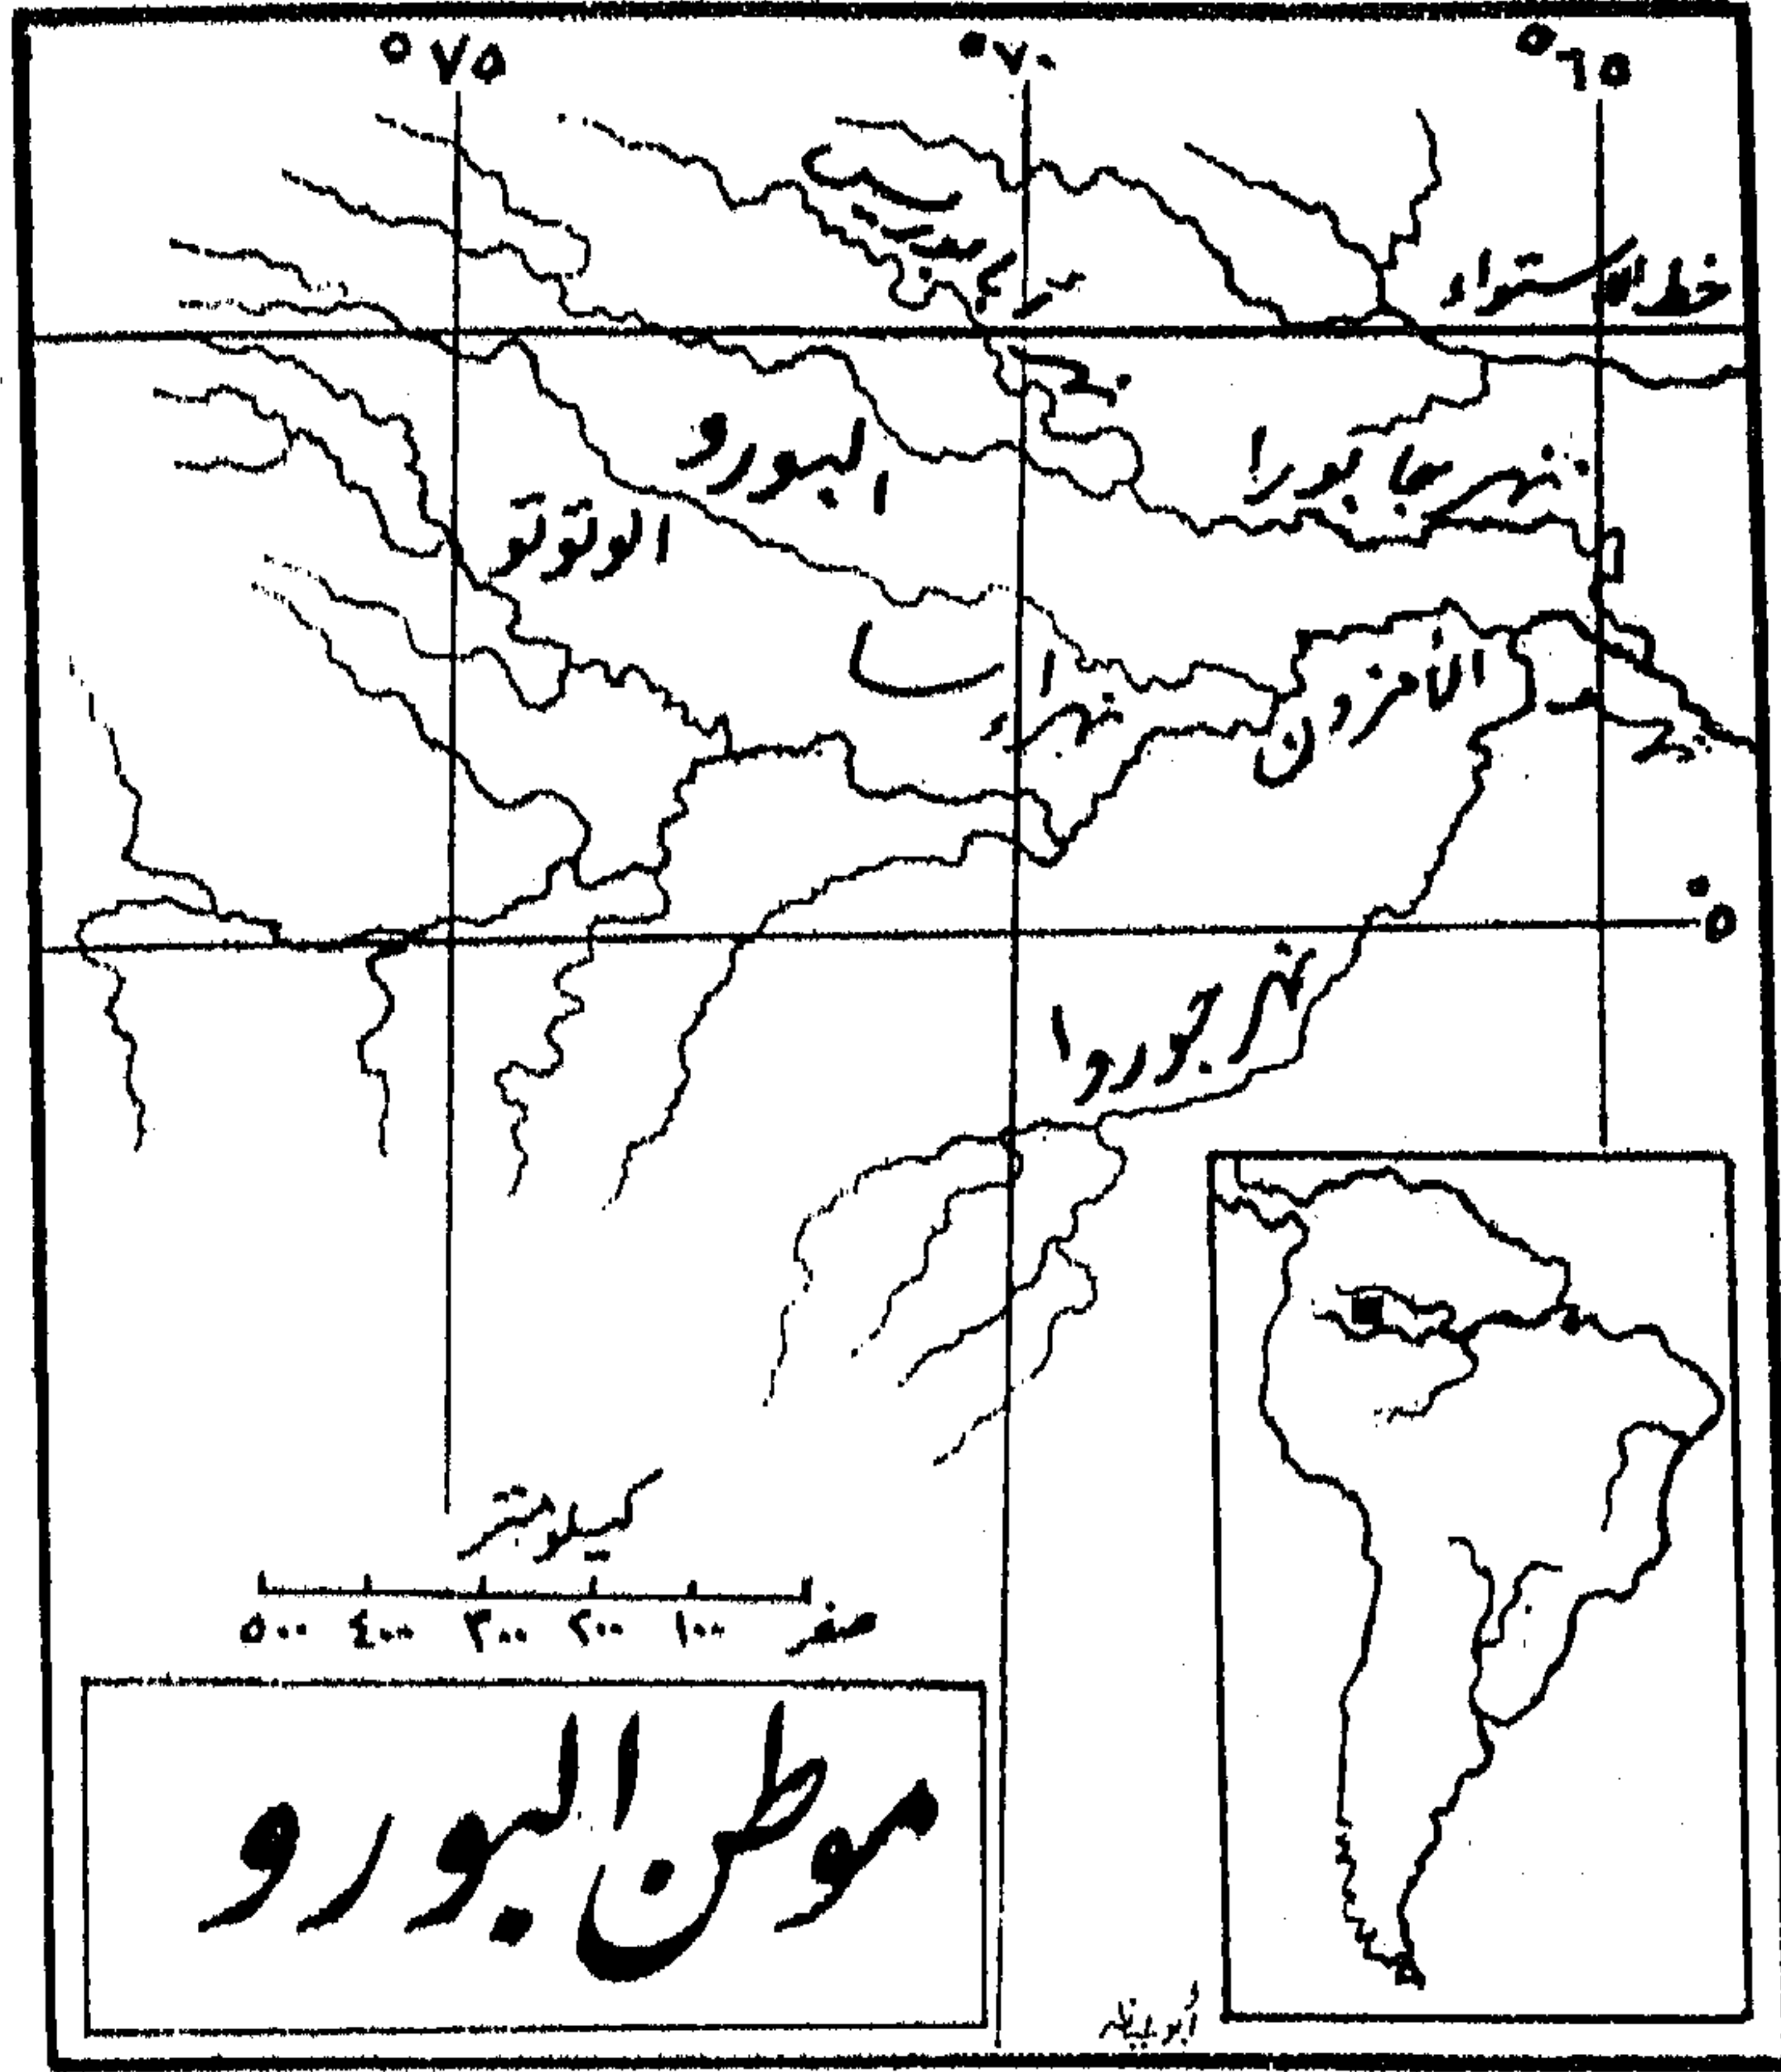 °٧٥
°٧٠
°٦٥
خط الاستواء
نهر
البورو
نهر جابورا
الوتوتو
نهر
الأمزون
°٥
نهر جوروا
كيلومتر
٥٠٠ ٤٠٠ ٣٠٠ ٢٠٠ ١٠٠ صفر
موطن البورو